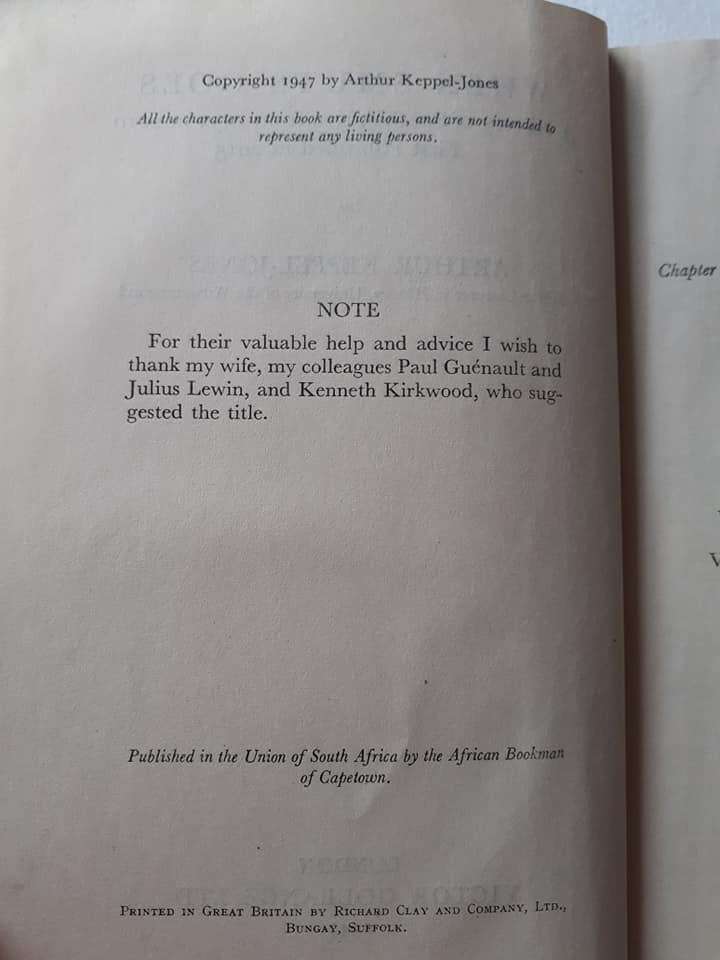 Copyright 1947 by Arthur Keppel-Jones
All the characters in this book are fictitious, and are not intended to
represent any living persons.
NOTE
For their valuable help and advice I wish to
thank my wife, my colleagues Paul Guénault and
Julius Lewin, and Kenneth Kirkwood, who sug-
gested the title.
Published in the Union of South Africa by the African Bookman
of Capetown.
Printed in Great Britain by Richard Clay and Company, Ltd.,
Bungay, Suffolk.
Chapter